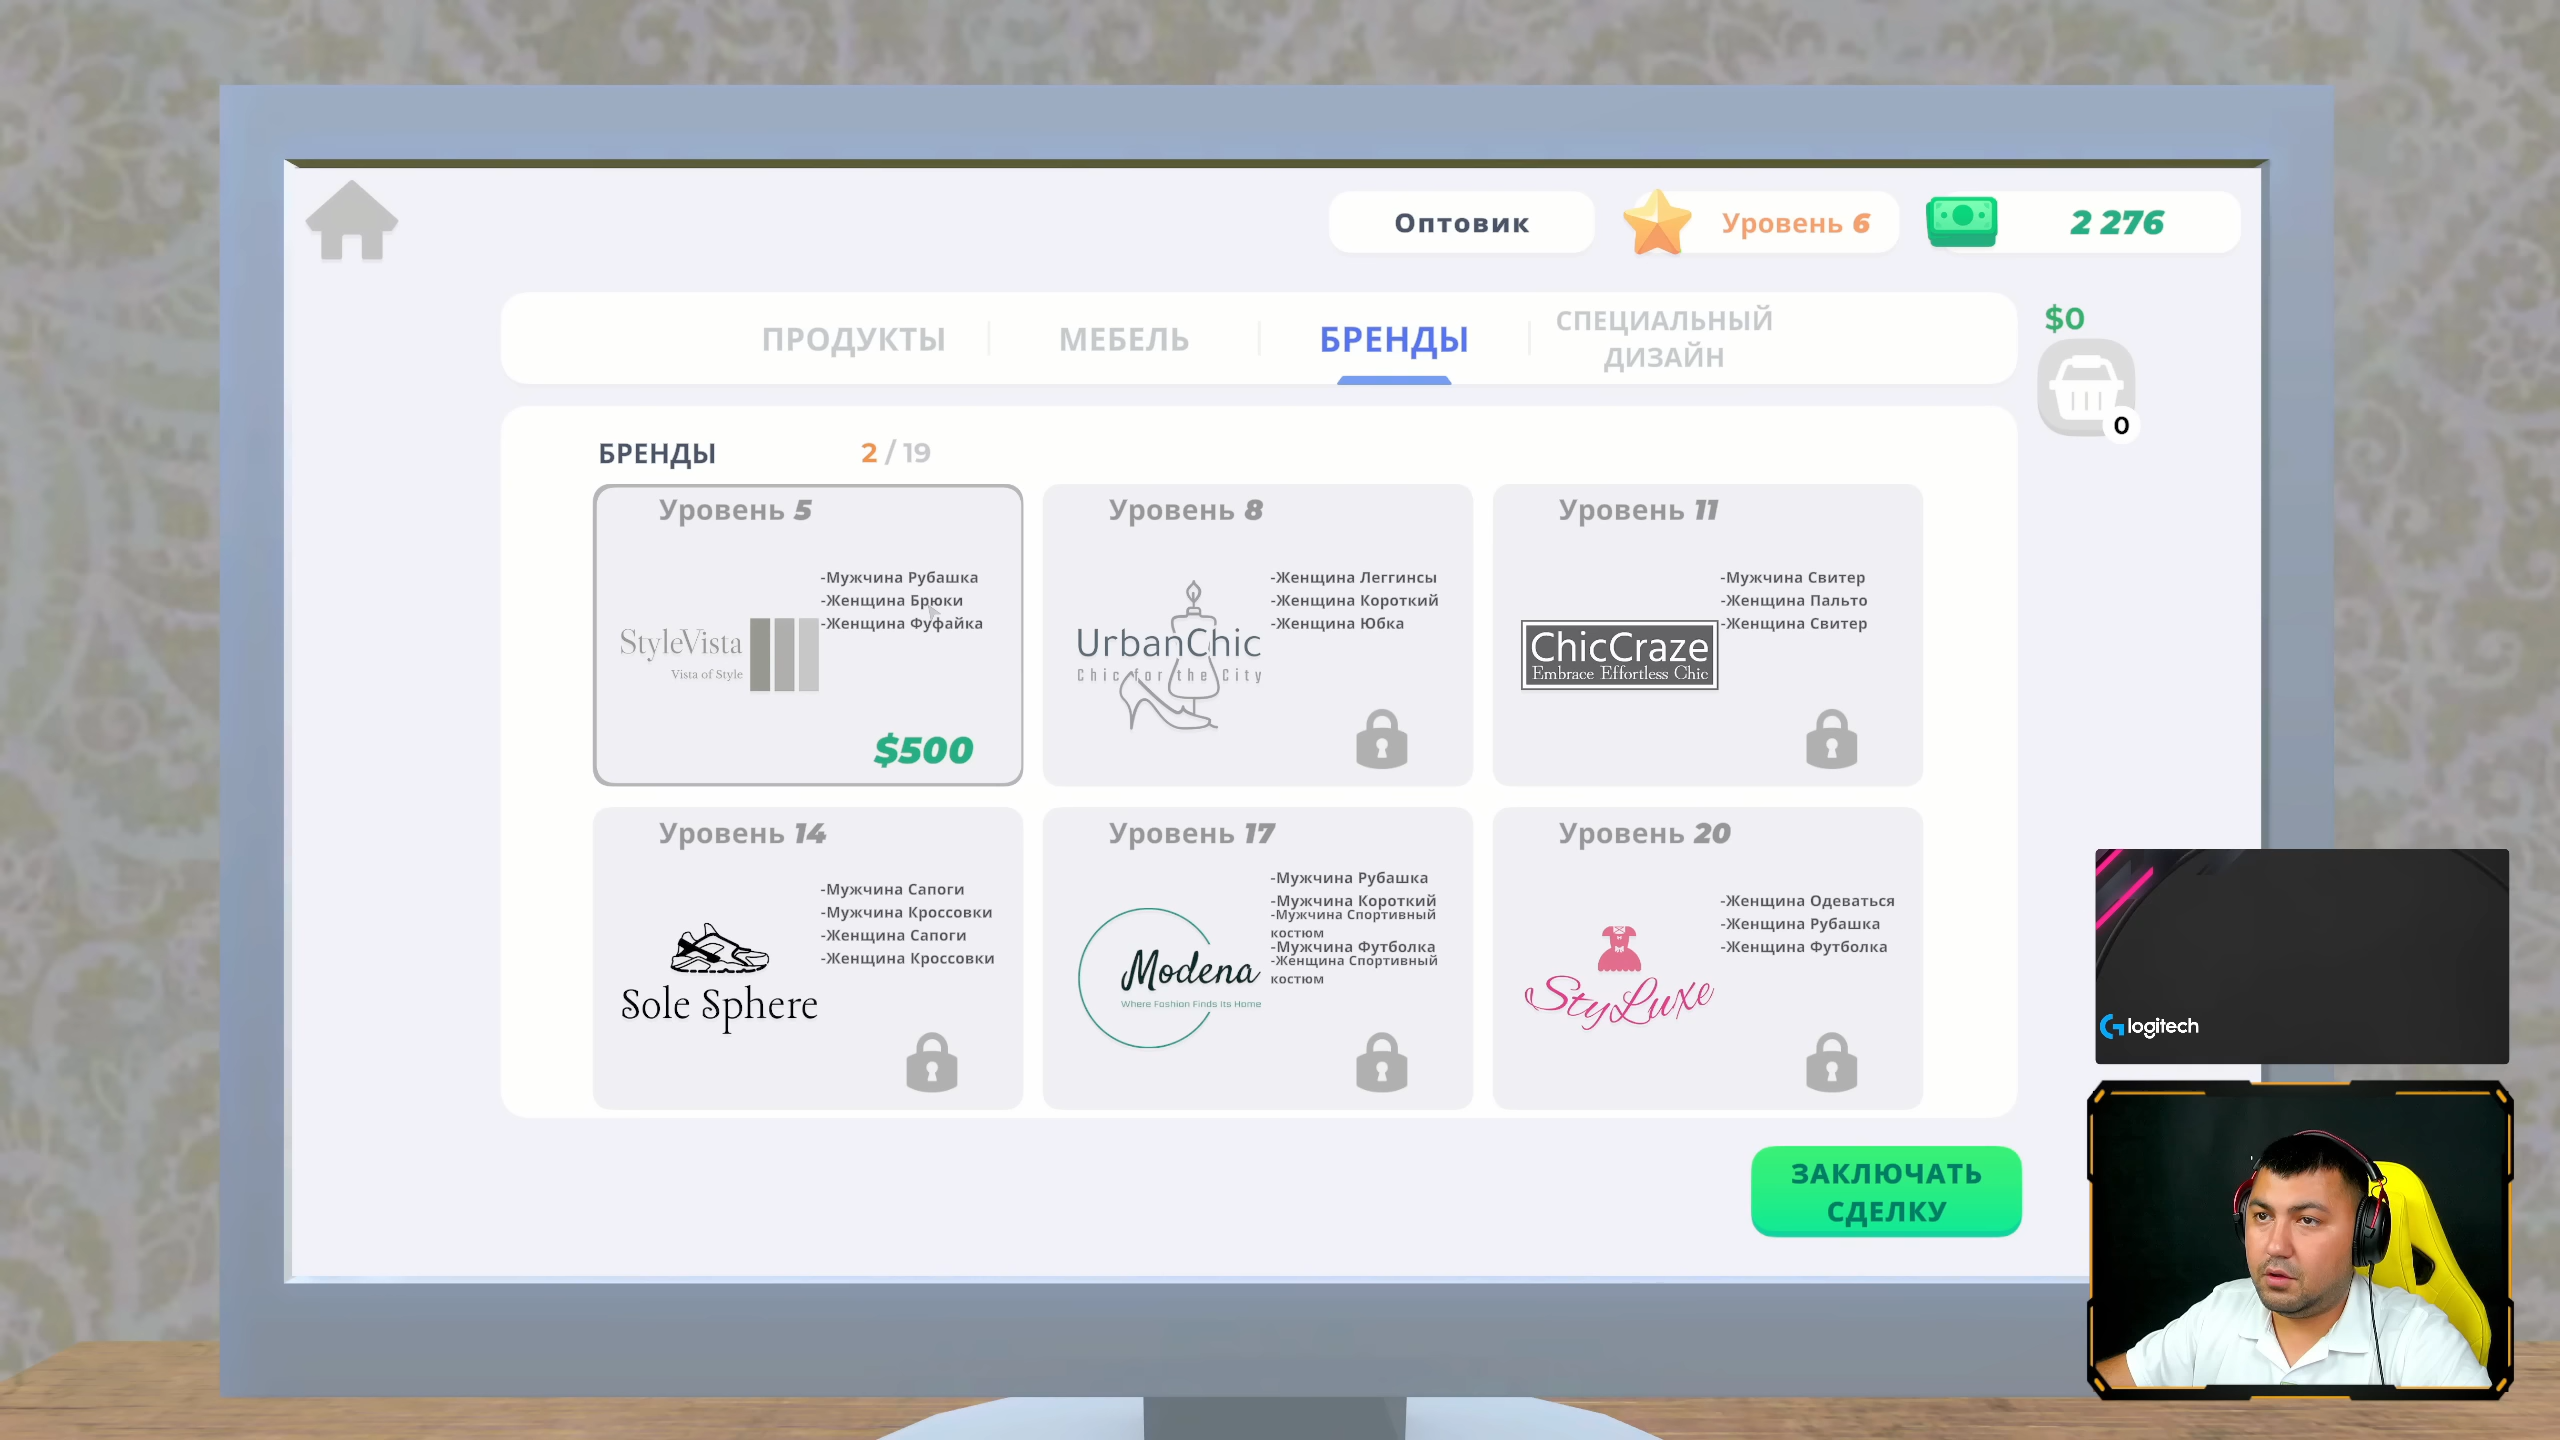 Оптовик
Уровень 6
2 276
ПРОДУКТЫ
МЕБЕЛЬ
БРЕНДЫ
СПЕЦИАЛЬНЫЙ
ДИЗАЙН
$0
0
БРЕНДЫ
2 / 19
Уровень 5
-Мужчина Рубашка
-Женщина Брюки
-Женщина Фуфайка
StyleVista
Vista of Style
$500
Уровень 8
-Женщина Леггинсы
-Женщина Короткий
-Женщина Юбка
UrbanChic
Chic for the City
Уровень 11
-Мужчина Свитер
-Женщина Пальто
-Женщина Свитер
ChicCraze
Embrace Effortless Chic
Уровень 14
-Мужчина Сапоги
-Мужчина Кроссовки
-Женщина Сапоги
-Женщина Кроссовки
Sole Sphere
Уровень 17
-Мужчина Рубашка
-Мужчина Короткий
-Мужчина Спортивный
костюм
-Мужчина Футболка
-Женщина Спортивный
костюм
Modena
Where Fashion Finds Its Home
Уровень 20
-Женщина Одеваться
-Женщина Рубашка
-Женщина Футболка
StyLuxe
ЗАКЛЮЧАТЬ
СДЕЛКУ
logitech